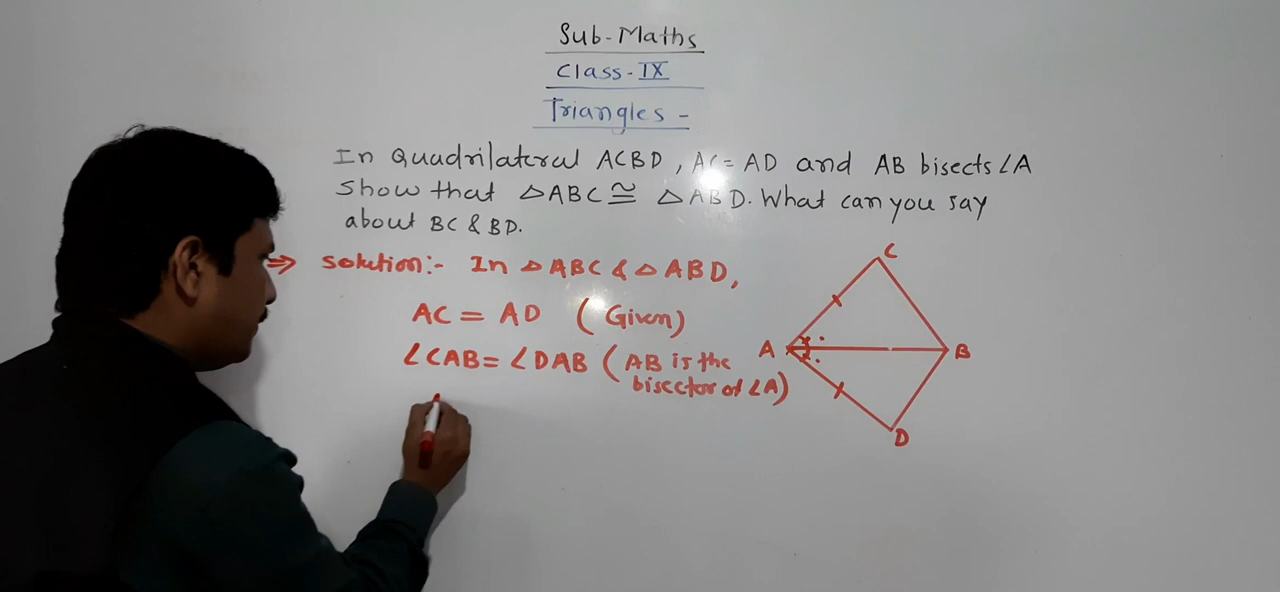 Sub-Maths
Class-IX
Triangles -
In Quadrilateral ACBD, AC= AD and AB bisects ∠A
Show that △ABC ≅ △ABD. What can you say
about BC & BD.
⇒ Solution:- In △ABC & △ABD,
AC = AD (Given)
∠CAB= ∠DAB (AB is the
bisector of ∠A)
C
A
B
D